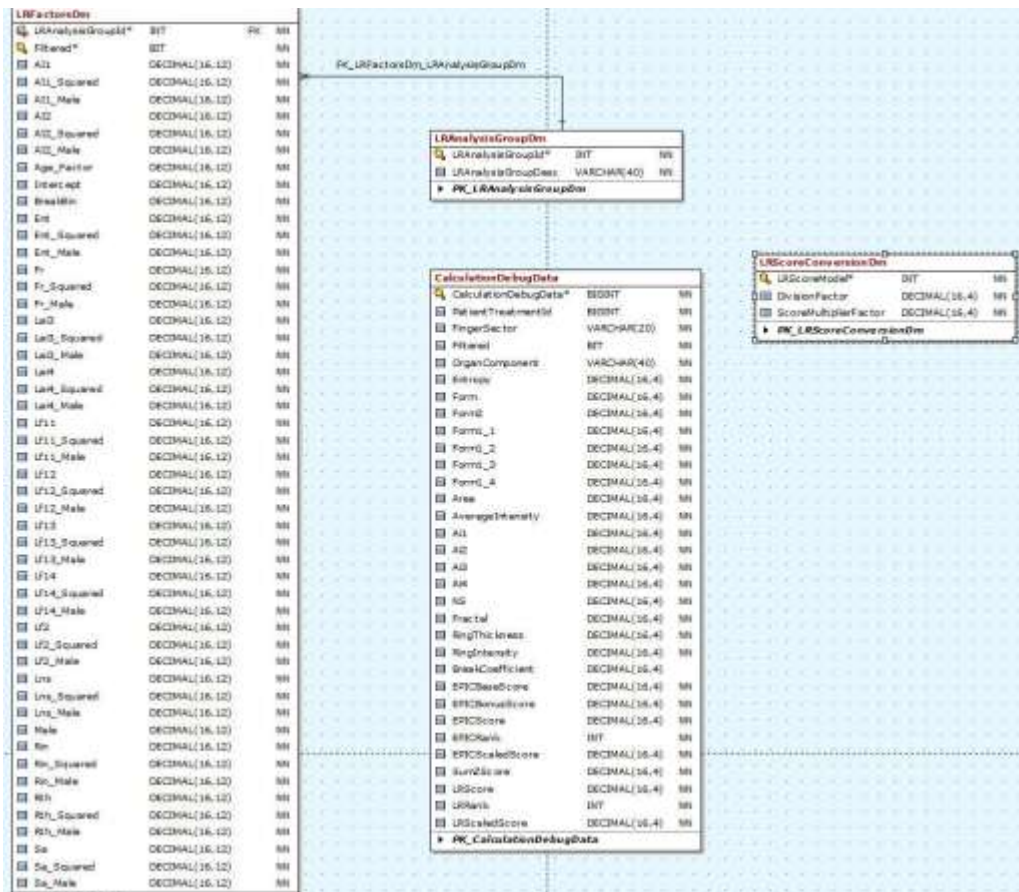 LRFactorsDm
LRAnalysisGroupId* INT FK NN
Filtered* BIT NN
AI1 DECIMAL(16,12) NN
AI1_Squared DECIMAL(16,12) NN
AI1_Male DECIMAL(16,12) NN
AI2 DECIMAL(16,12) NN
AI2_Squared DECIMAL(16,12) NN
AI2_Male DECIMAL(16,12) NN
Age_Factor DECIMAL(16,12) NN
Intercept DECIMAL(16,12) NN
BreakBin DECIMAL(16,12) NN
Ent DECIMAL(16,12) NN
Ent_Squared DECIMAL(16,12) NN
Ent_Male DECIMAL(16,12) NN
Fr DECIMAL(16,12) NN
Fr_Squared DECIMAL(16,12) NN
Fr_Male DECIMAL(16,12) NN
Lai3 DECIMAL(16,12) NN
Lai3_Squared DECIMAL(16,12) NN
Lai3_Male DECIMAL(16,12) NN
Lai4 DECIMAL(16,12) NN
Lai4_Squared DECIMAL(16,12) NN
Lai4_Male DECIMAL(16,12) NN
Lf11 DECIMAL(16,12) NN
Lf11_Squared DECIMAL(16,12) NN
Lf11_Male DECIMAL(16,12) NN
Lf12 DECIMAL(16,12) NN
Lf12_Squared DECIMAL(16,12) NN
Lf12_Male DECIMAL(16,12) NN
Lf13 DECIMAL(16,12) NN
Lf13_Squared DECIMAL(16,12) NN
Lf13_Male DECIMAL(16,12) NN
Lf14 DECIMAL(16,12) NN
Lf14_Squared DECIMAL(16,12) NN
Lf14_Male DECIMAL(16,12) NN
Lf2 DECIMAL(16,12) NN
Lf2_Squared DECIMAL(16,12) NN
Lf2_Male DECIMAL(16,12) NN
Lns DECIMAL(16,12) NN
Lns_Squared DECIMAL(16,12) NN
Lns_Male DECIMAL(16,12) NN
Male DECIMAL(16,12) NN
Rin DECIMAL(16,12) NN
Rin_Squared DECIMAL(16,12) NN
Rin_Male DECIMAL(16,12) NN
Rth DECIMAL(16,12) NN
Rth_Squared DECIMAL(16,12) NN
Rth_Male DECIMAL(16,12) NN
Sa DECIMAL(16,12) NN
Sa_Squared DECIMAL(16,12) NN
Sa_Male DECIMAL(16,12) NN
FK_LRFactorsDm_LRAnalysisGroupDm
LRAnalysisGroupDm
LRAnalysisGroupId* INT NN
LRAnalysisGroupDesc VARCHAR(40) NN
PK_LRAnalysisGroupDm
CalculationDebugData
CalculationDebugData* BIGINT NN
PatientTreatmentId BIGINT NN
FingerSector VARCHAR(20) NN
Filtered BIT NN
OrganComponent VARCHAR(40) NN
Entropy DECIMAL(16,4) NN
Form DECIMAL(16,4) NN
Form2 DECIMAL(16,4) NN
Form1_1 DECIMAL(16,4) NN
Form1_2 DECIMAL(16,4) NN
Form1_3 DECIMAL(16,4) NN
Form1_4 DECIMAL(16,4) NN
Area DECIMAL(16,4) NN
AverageIntensity DECIMAL(16,4) NN
AI1 DECIMAL(16,4) NN
AI2 DECIMAL(16,4) NN
AI3 DECIMAL(16,4) NN
AI4 DECIMAL(16,4) NN
NS DECIMAL(16,4) NN
Fractal DECIMAL(16,4) NN
RingThickness DECIMAL(16,4) NN
RingIntensity DECIMAL(16,4) NN
BreakCoefficient DECIMAL(16,4)
EPICBaseScore DECIMAL(16,4) NN
EPICBonusScore DECIMAL(16,4) NN
EPICScore DECIMAL(16,4) NN
EPICRank INT NN
EPICScaledScore DECIMAL(16,4) NN
SumZScore DECIMAL(16,4) NN
LRScore DECIMAL(16,4) NN
LRRank INT NN
LRScaledScore DECIMAL(16,4) NN
PK_CalculationDebugData
LRScoreConversionDm
LRScoreModel* INT NN
DivisionFactor DECIMAL(16,4) NN
ScoreMultiplierFactor DECIMAL(16,4) NN
PK_LRScoreConversionDm